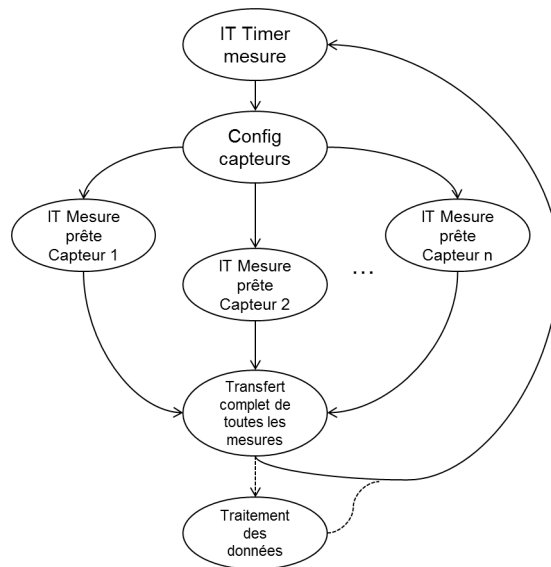 IT Timer
mesure
Config
capteurs
IT Mesure
prête
Capteur 1
IT Mesure
prête
Capteur 2
...
IT Mesure
prête
Capteur n
Transfert
complet de
toutes les
mesures
Traitement
des
données